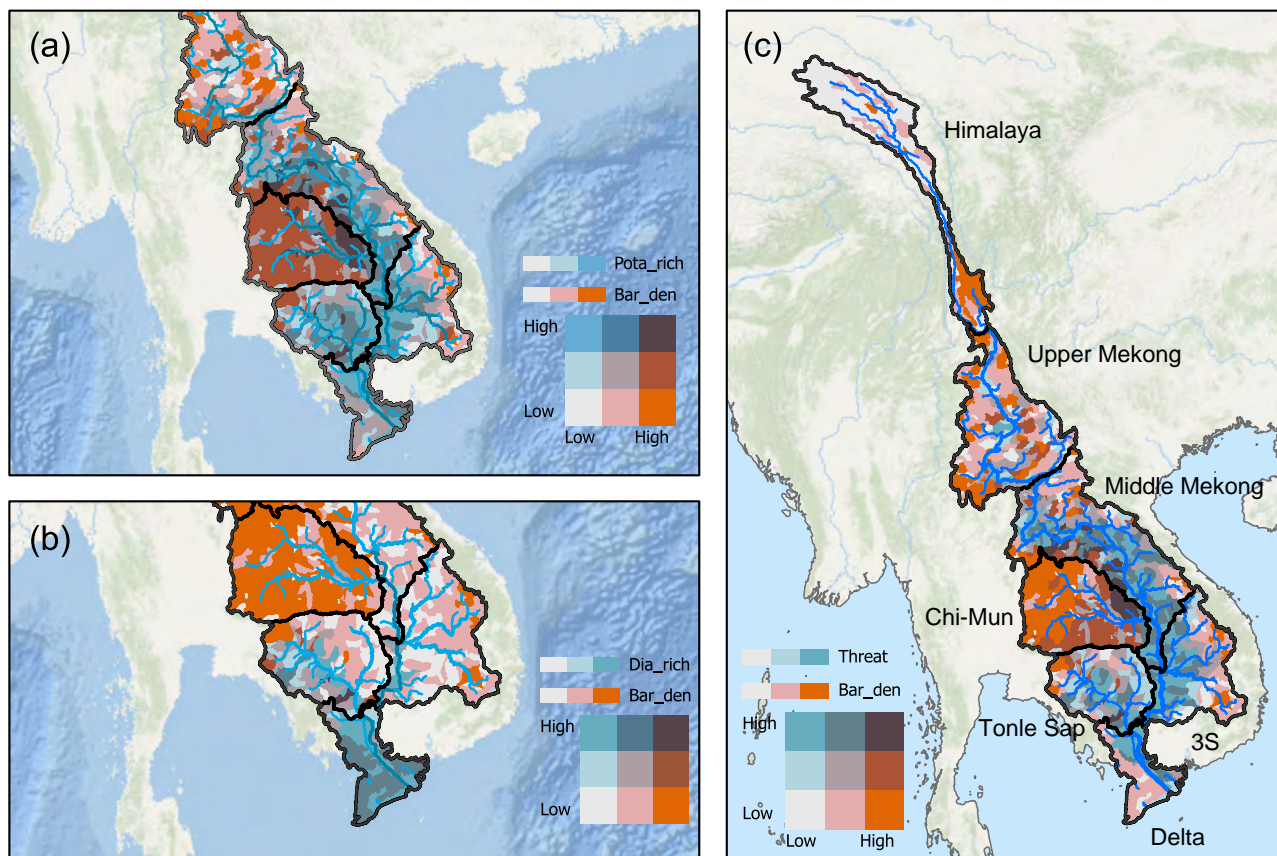 (a)
Pota_rich
Bar_den
High
Low
Low
High
(b)
Dia_rich
Bar_den
High
Low
(c)
Himalaya
Upper Mekong
Middle Mekong
Chi-Mun
Threat
Bar_den
High
Tonle Sap
3S
Low
Low
High
Delta